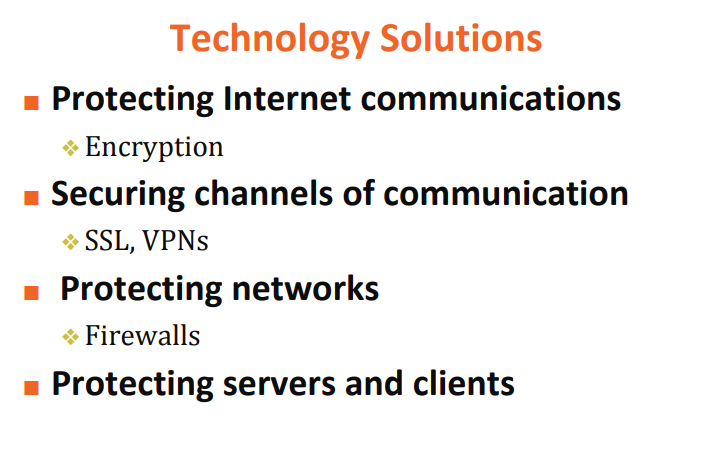 Technology Solutions
Protecting Internet communications
Encryption
Securing channels of communication
SSL, VPNs
Protecting networks
Firewalls
Protecting servers and clients